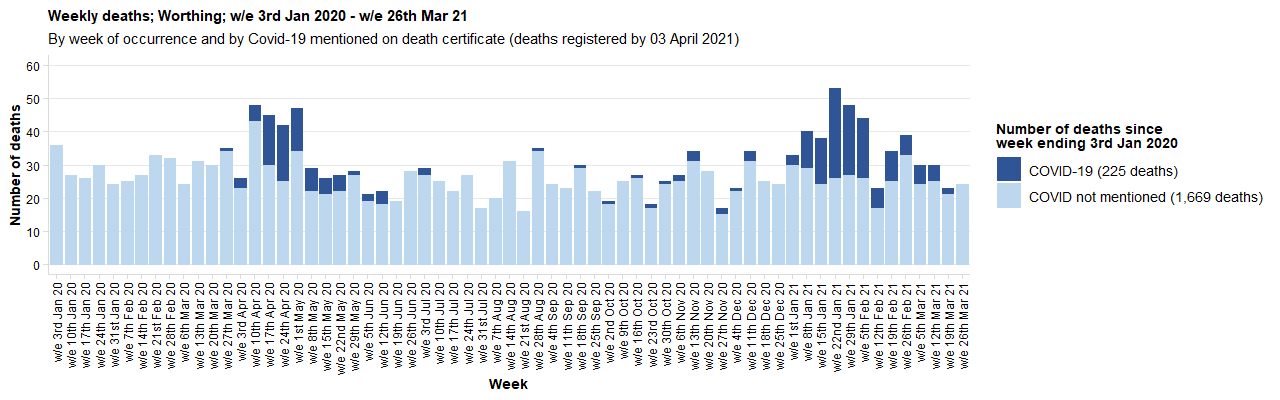 Weekly deaths; Worthing; w/e 3rd Jan 2020 - w/e 26th Mar 21
By week of occurrence and by Covid-19 mentioned on death certificate (deaths registered by 03 April 2021)
Number of deaths
60
50
40
30
20
10
0
w/e 3rd Jan 20
w/e 10th Jan 20
w/e 17th Jan 20
w/e 24th Jan 20
w/e 31st Jan 20
w/e 7th Feb 20
w/e 14th Feb 20
w/e 21st Feb 20
w/e 28th Feb 20
w/e 6th Mar 20
w/e 13th Mar 20
w/e 20th Mar 20
w/e 27th Mar 20
w/e 3rd Apr 20
w/e 10th Apr 20
w/e 17th Apr 20
w/e 24th Apr 20
w/e 1st May 20
w/e 8th May 20
w/e 15th May 20
w/e 22nd May 20
w/e 29th May 20
w/e 5th Jun 20
w/e 12th Jun 20
w/e 19th Jun 20
w/e 26th Jun 20
w/e 3rd Jul 20
w/e 10th Jul 20
w/e 17th Jul 20
w/e 24th Jul 20
w/e 31st Jul 20
w/e 7th Aug 20
w/e 14th Aug 20
w/e 21st Aug 20
w/e 28th Aug 20
w/e 4th Sep 20
w/e 11th Sep 20
w/e 18th Sep 20
w/e 25th Sep 20
w/e 2nd Oct 20
w/e 9th Oct 20
w/e 16th Oct 20
w/e 23rd Oct 20
w/e 30th Oct 20
w/e 6th Nov 20
w/e 13th Nov 20
w/e 20th Nov 20
w/e 27th Nov 20
w/e 4th Dec 20
w/e 11th Dec 20
w/e 18th Dec 20
w/e 25th Dec 20
w/e 1st Jan 21
w/e 8th Jan 21
w/e 15th Jan 21
w/e 22nd Jan 21
w/e 29th Jan 21
w/e 5th Feb 21
w/e 12th Feb 21
w/e 19th Feb 21
w/e 26th Feb 21
w/e 5th Mar 21
w/e 12th Mar 21
w/e 19th Mar 21
w/e 26th Mar 21
Week
Number of deaths since
week ending 3rd Jan 2020
COVID-19 (225 deaths)
COVID not mentioned (1,669 deaths)